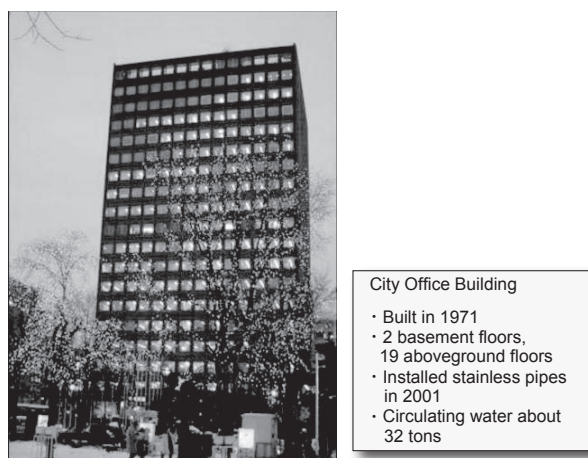 City Office Building
・Built in 1971
・2 basement floors,
19 aboveground floors
・Installed stainless pipes
in 2001
・Circulating water about
32 tons